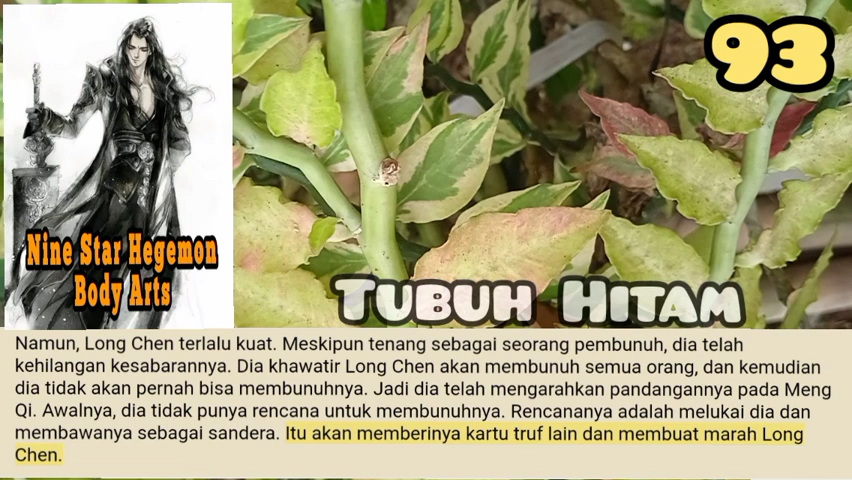 93
Nine Star Hegemon
Body Arts
TUBUH HITAM
Namun, Long Chen terlalu kuat. Meskipun tenang sebagai seorang pembunuh, dia telah
kehilangan kesabarannya. Dia khawatir Long Chen akan membunuh semua orang, dan kemudian
dia tidak akan pernah bisa membunuhnya. Jadi dia telah mengarahkan pandangannya pada Meng
Qi. Awalnya, dia tidak punya rencana untuk membunuhnya. Rencananya adalah melukai dia dan
membawanya sebagai sandera. Itu akan memberinya kartu truf lain dan membuat marah Long
Chen.